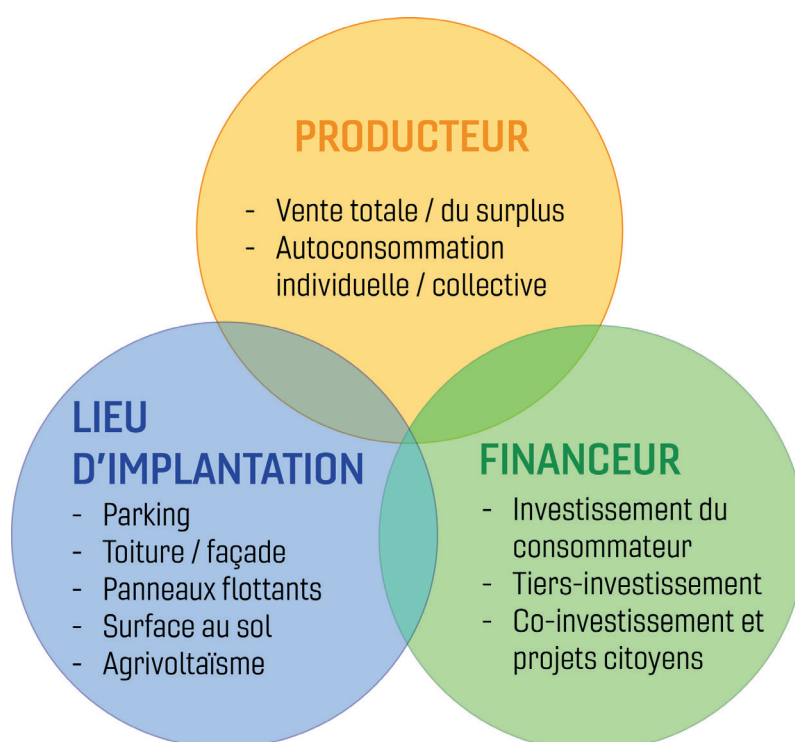 PRODUCTEUR
- Vente totale / du surplus
- Autoconsommation
individuelle / collective
LIEU
D'IMPLANTATION
- Parking
- Toiture / façade
- Panneaux flottants
- Surface au sol
- Agrivoltaïsme
FINANCEUR
- Investissement du
consommateur
- Tiers-investissement
- Co-investissement et
projets citoyens